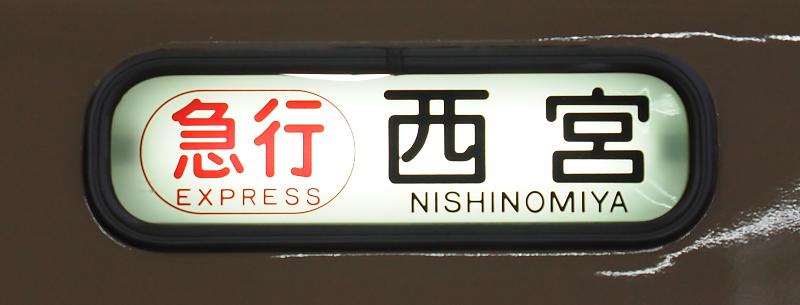 急行 西宮
EXPRESS NISHINOMIYA